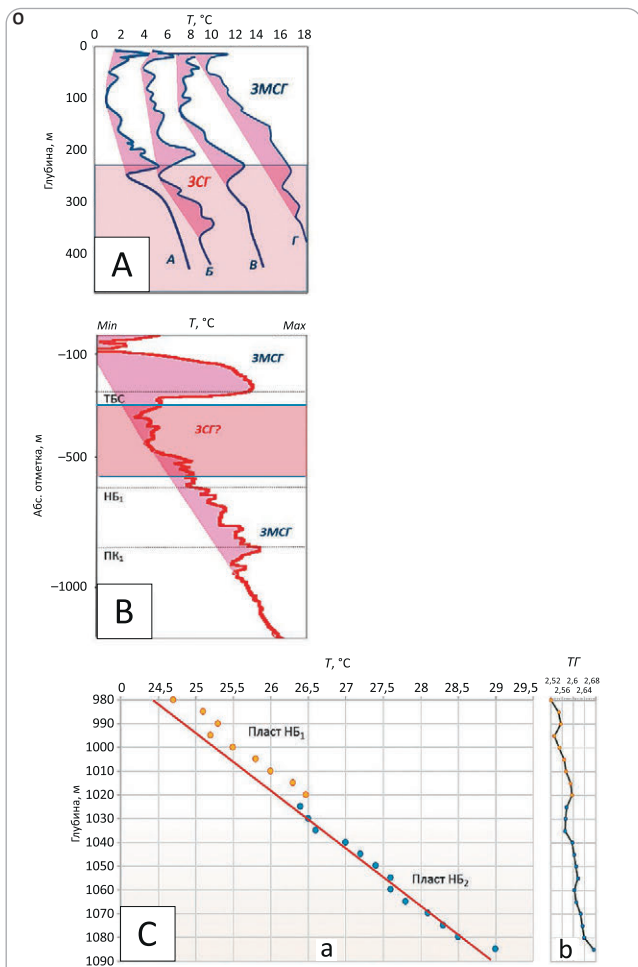 О
T, °C
0 2 4 6 8 10 12 14 16 18
Глубина, м
0
100
200
300
400
ЗМСГ
ЗСГ
А Б В Г
A
Min T, °C Max
Абс. отметка, м
–100
–500
–1000
ЗМСГ
ТБС
ЗСГ?
НБ₁
ЗМСГ
ПК₁
B
T, °C
0 24,5 25 25,5 26 26,5 27 27,5 28 28,5 29 29,5
Глубина, м
980
990
1000
1010
1020
1030
1040
1050
1060
1070
1080
1090
Пласт НБ₁
Пласт НБ₂
C
a
ТГ
2,52 2,6 2,68
2,56 2,64
b